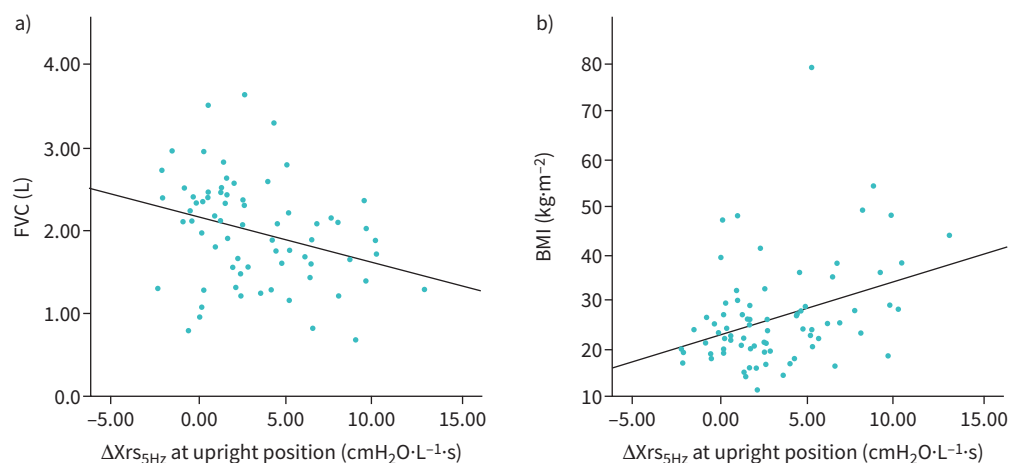 a)
4.00
3.00
2.00
1.00
0.0
FVC (L)
−5.00 0.00 5.00 10.00 15.00
ΔXrs5Hz at upright position (cmH2O·L−1·s)
b)
80
70
60
50
40
30
20
10
BMI (kg·m−2)
−5.00 0.00 5.00 10.00 15.00
ΔXrs5Hz at upright position (cmH2O·L−1·s)